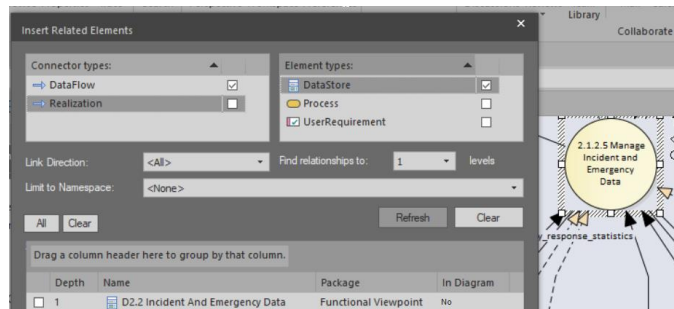 Library
Collaborate
Insert Related Elements
Connector types:
DataFlow
Realization
Element types:
DataStore
Process
UserRequirement
Link Direction:
<All>
Find relationships to:
1
levels
Limit to Namespace:
<None>
All
Clear
Refresh
Clear
Drag a column header here to group by that column.
Depth Name Package In Diagram
1 D2.2 Incident And Emergency Data Functional Viewpoint No
2.1.2.5 Manage
Incident and
Emergency
Data
_response_statistics